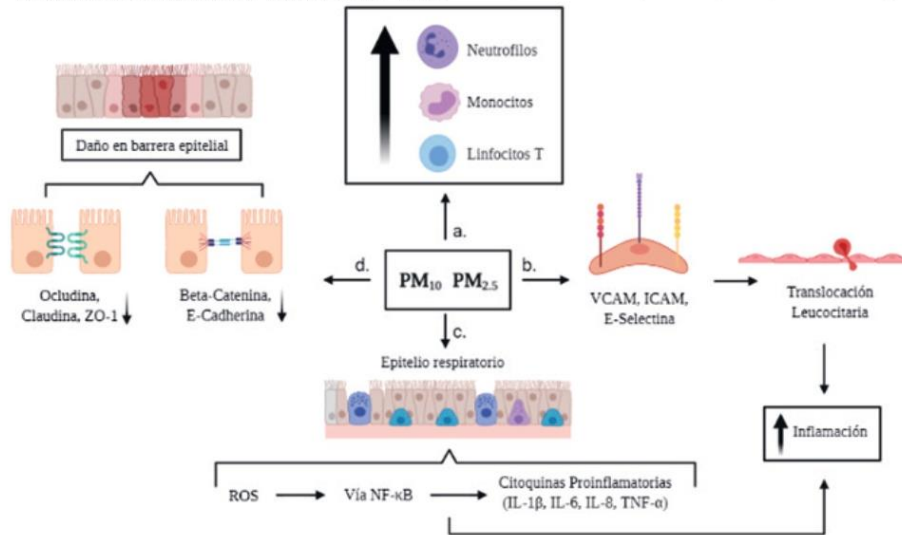 Neutrofilos
Monocitos
Linfocitos T
Daño en barrera epitelial
a.
d.
PM10 PM2.5
b.
c.
Ocludina,
Claudina, ZO-1
Beta-Catenina,
E-Cadherina
VCAM, ICAM,
E-Selectina
Translocación
Leucocitaria
Epitelio respiratorio
Inflamación
ROS
Vía NF-κB
Citoquinas Proinflamatorias
(IL-1β, IL-6, IL-8, TNF-α)